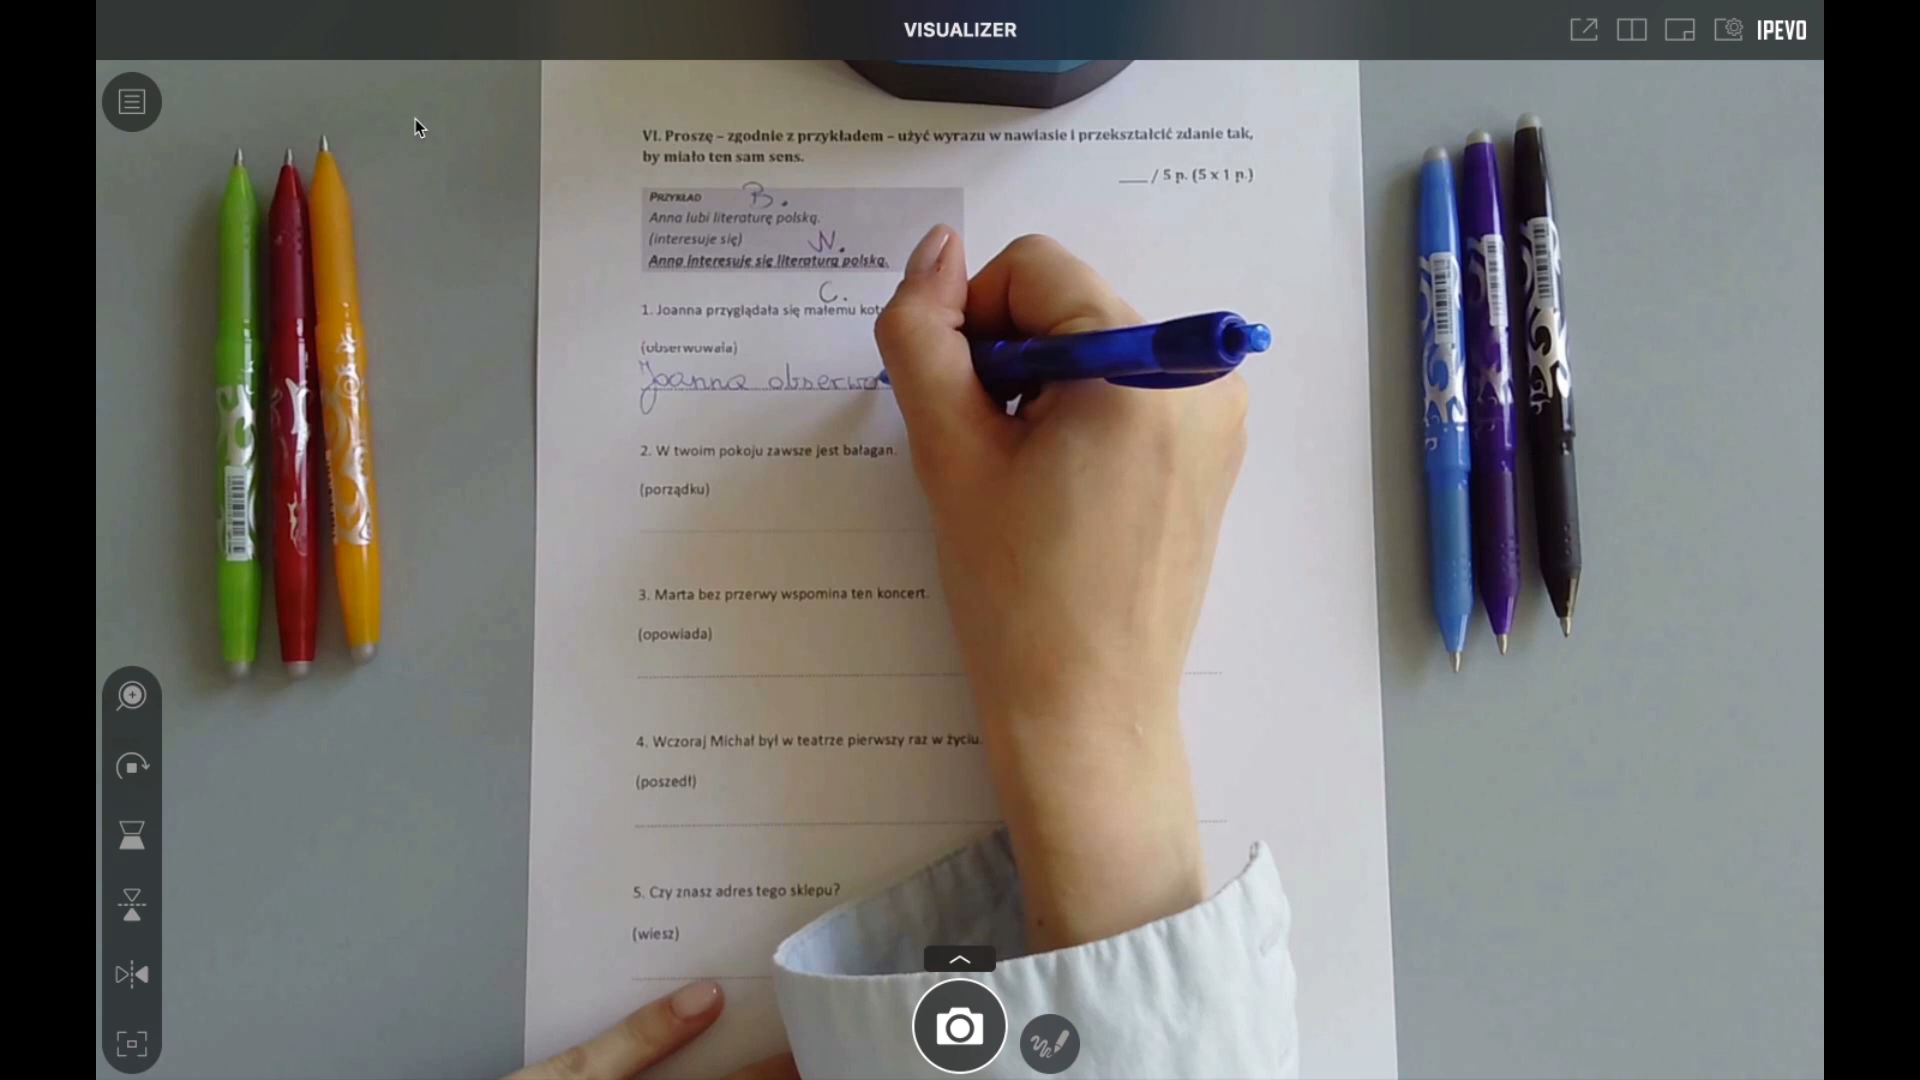 VISUALIZER
IPEVO
VI. Proszę – zgodnie z przykładem – użyć wyrazu w nawiasie i przekształcić zdanie tak,
by miało ten sam sens.
___ / 5 p. (5 x 1 p.)
PRZYKŁAD
B.
Anna lubi literaturę polską.
(interesuje się)
N.
Anna interesuje się literaturą polską.
C.
1. Joanna przyglądała się małemu
(obserwowała)
Joanna
2. W twoim pokoju zawsze jest bałagan.
(porządku)
3. Marta bez przerwy wspomina ten koncert.
(opowiada)
4. Wczoraj Michał był w teatrze pierwszy raz w życiu.
(poszedł)
5. Czy znasz adres tego sklepu?
(wiesz)